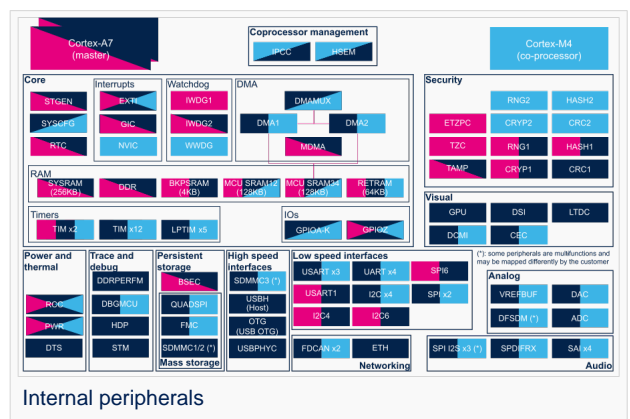 Cortex-A7
(master)
Coprocessor management
IPCC
HSEM
Cortex-M4
(co-processor)
Core
STGEN
SYSCFG
RTC
Interrupts
EXTI
GIC
NVIC
Watchdog
IWDG1
IWDG2
WWDG
DMA
DMAMUX
DMA1
DMA2
MDMA
RAM
SYSRAM
(256KB)
DDR
BKPSRAM
(4KB)
MCU SRAM12
(128KB)
MCU SRAM34
(128KB)
RETRAM
(64KB)
Timers
TIM x2
TIM x12
LPTIM x5
IOs
GPIOA-K
GPIOZ
Security
RNG2
HASH2
ETZPC
CRYP2
CRC2
TZC
RNG1
HASH1
TAMP
CRYP1
CRC1
Visual
GPU
DSI
LTDC
DCMI
CEC
(*): some peripherals are multifunctions and
may be mapped differently by the customer
Power and
thermal
RCC
PWR
DTS
Trace and
debug
DDRPERFM
DBGMCU
HDP
STM
Persistent
storage
BSEC
QUADSPI
FMC
SDMMC1/2 (*)
Mass storage
High speed
interfaces
SDMMC3 (*)
USBH
(Host)
OTG
(USB OTG)
USBPHYC
Low speed interfaces
USART x3
UART x4
SPI6
USART1
I2C x4
SPI x2
I2C4
I2C6
FDCAN x2
ETH
Networking
Analog
VREFBUF
DAC
DFSDM (*)
ADC
SPI I2S x3 (*)
SPDIFRX
SAI x4
Audio
Internal peripherals